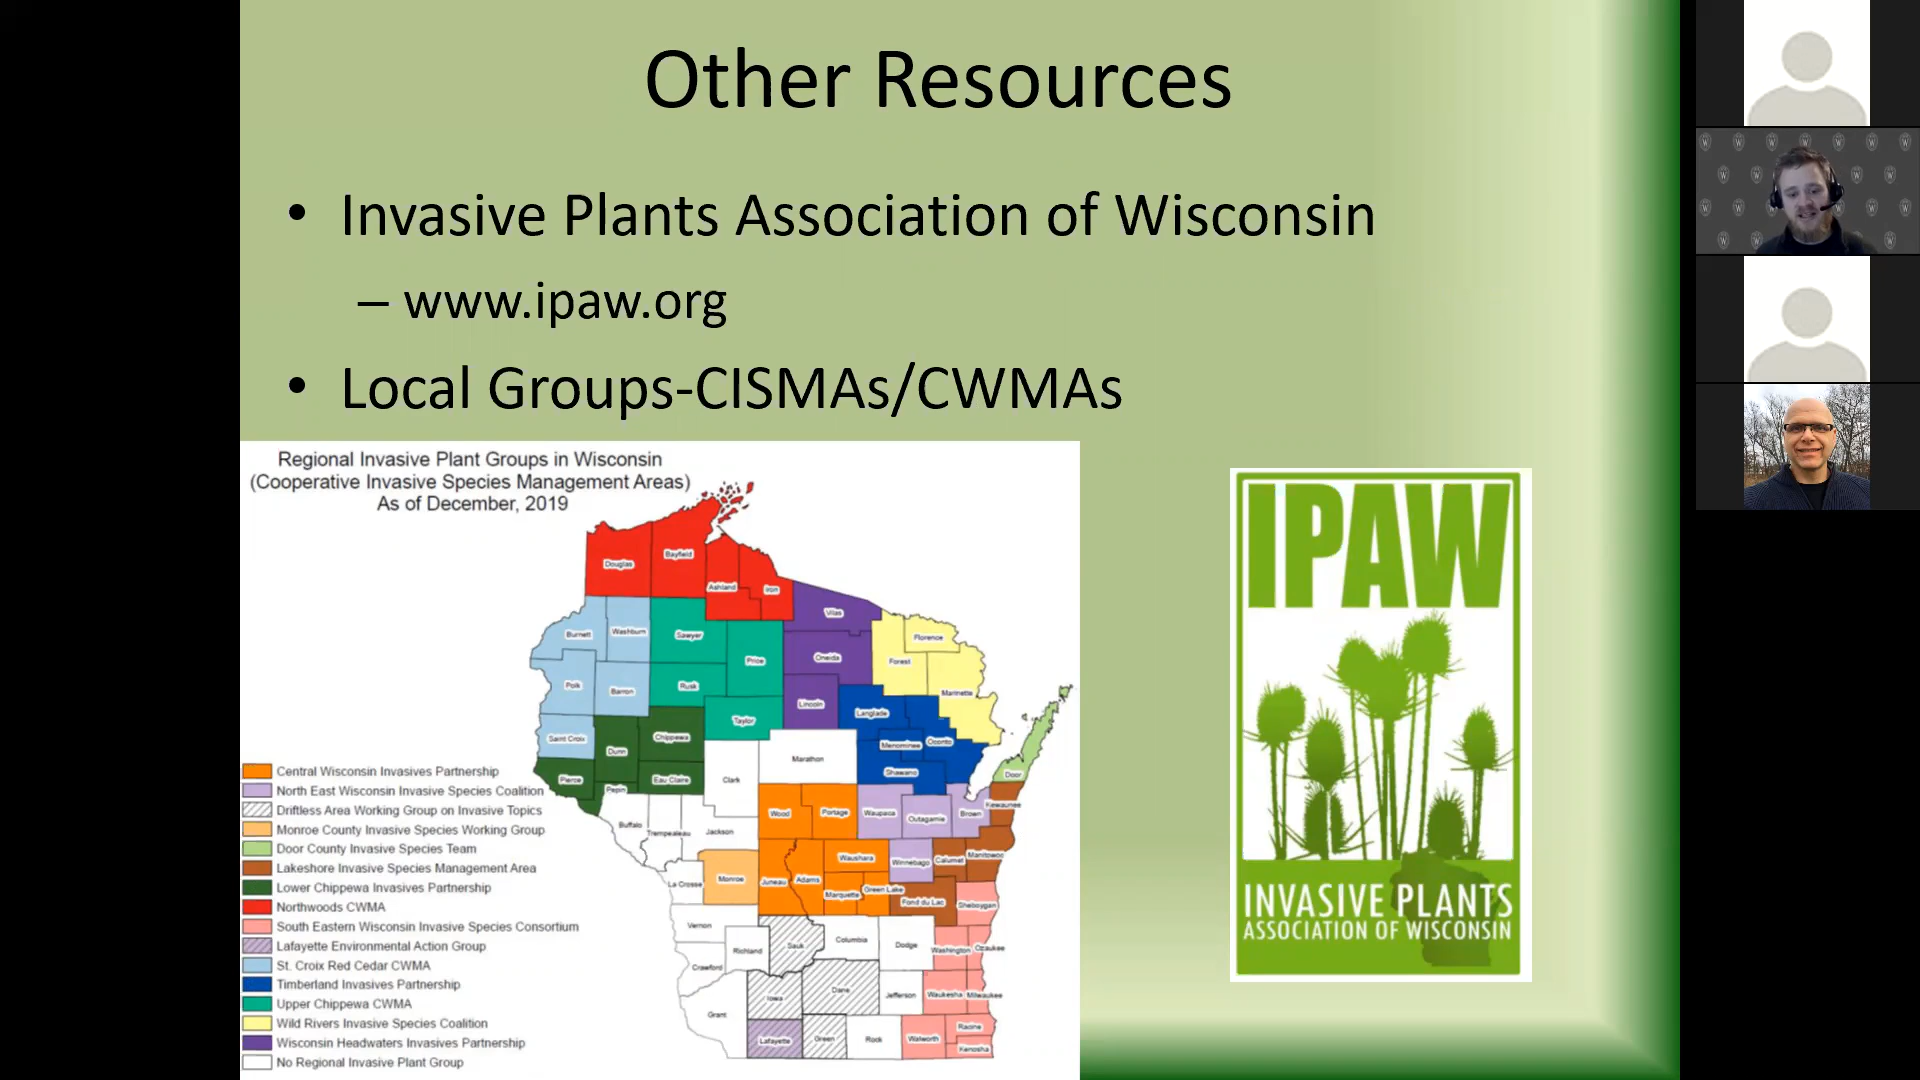 Other Resources
• Invasive Plants Association of Wisconsin
– www.ipaw.org
• Local Groups-CISMAs/CWMAs
Regional Invasive Plant Groups in Wisconsin
(Cooperative Invasive Species Management Areas)
As of December, 2019
Douglas
Bayfield
Ashland
Iron
Vilas
Burnett
Washburn
Sawyer
Price
Oneida
Forest
Florence
Marinette
Polk
Barron
Rusk
Lincoln
Langlade
Taylor
Saint Croix
Dunn
Chippewa
Menominee
Oconto
Marathon
Clark
Pierce
Pepin
Eau Claire
Shawano
Door
Buffalo
Trempealeau
Jackson
Wood
Portage
Waupaca
Outagamie
Brown
Kewaunee
La Crosse
Monroe
Juneau
Adams
Waushara
Winnebago
Calumet
Manitowoc
Marquette
Green Lake
Fond du Lac
Sheboygan
Vernon
Richland
Sauk
Columbia
Dodge
Washington
Ozaukee
Crawford
Grant
Iowa
Dane
Jefferson
Waukesha
Milwaukee
Lafayette
Green
Rock
Walworth
Racine
Kenosha
Central Wisconsin Invasives Partnership
North East Wisconsin Invasive Species Coalition
Driftless Area Working Group on Invasive Topics
Monroe County Invasive Species Working Group
Door County Invasive Species Team
Lakeshore Invasive Species Management Area
Lower Chippewa Invasives Partnership
Northwoods CWMA
South Eastern Wisconsin Invasive Species Consortium
Lafayette Environmental Action Group
St. Croix Red Cedar CWMA
Timberland Invasives Partnership
Upper Chippewa CWMA
Wild Rivers Invasive Species Coalition
Wisconsin Headwaters Invasives Partnership
No Regional Invasive Plant Group
IPAW
INVASIVE PLANTS
ASSOCIATION OF WISCONSIN